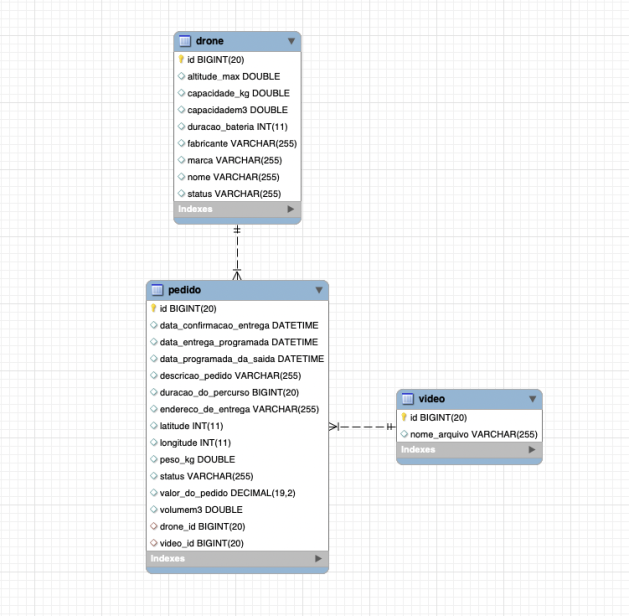 drone
id BIGINT(20)
altitude_max DOUBLE
capacidade_kg DOUBLE
capacidadem3 DOUBLE
duracao_bateria INT(11)
fabricante VARCHAR(255)
marca VARCHAR(255)
nome VARCHAR(255)
status VARCHAR(255)
Indexes
pedido
id BIGINT(20)
data_confirmacao_entrega DATETIME
data_entrega_programada DATETIME
data_programada_da_saida DATETIME
descricao_pedido VARCHAR(255)
duracao_do_percurso BIGINT(20)
endereco_de_entrega VARCHAR(255)
latitude INT(11)
longitude INT(11)
peso_kg DOUBLE
status VARCHAR(255)
valor_do_pedido DECIMAL(19,2)
volumem3 DOUBLE
drone_id BIGINT(20)
video_id BIGINT(20)
Indexes
video
id BIGINT(20)
nome_arquivo VARCHAR(255)
Indexes